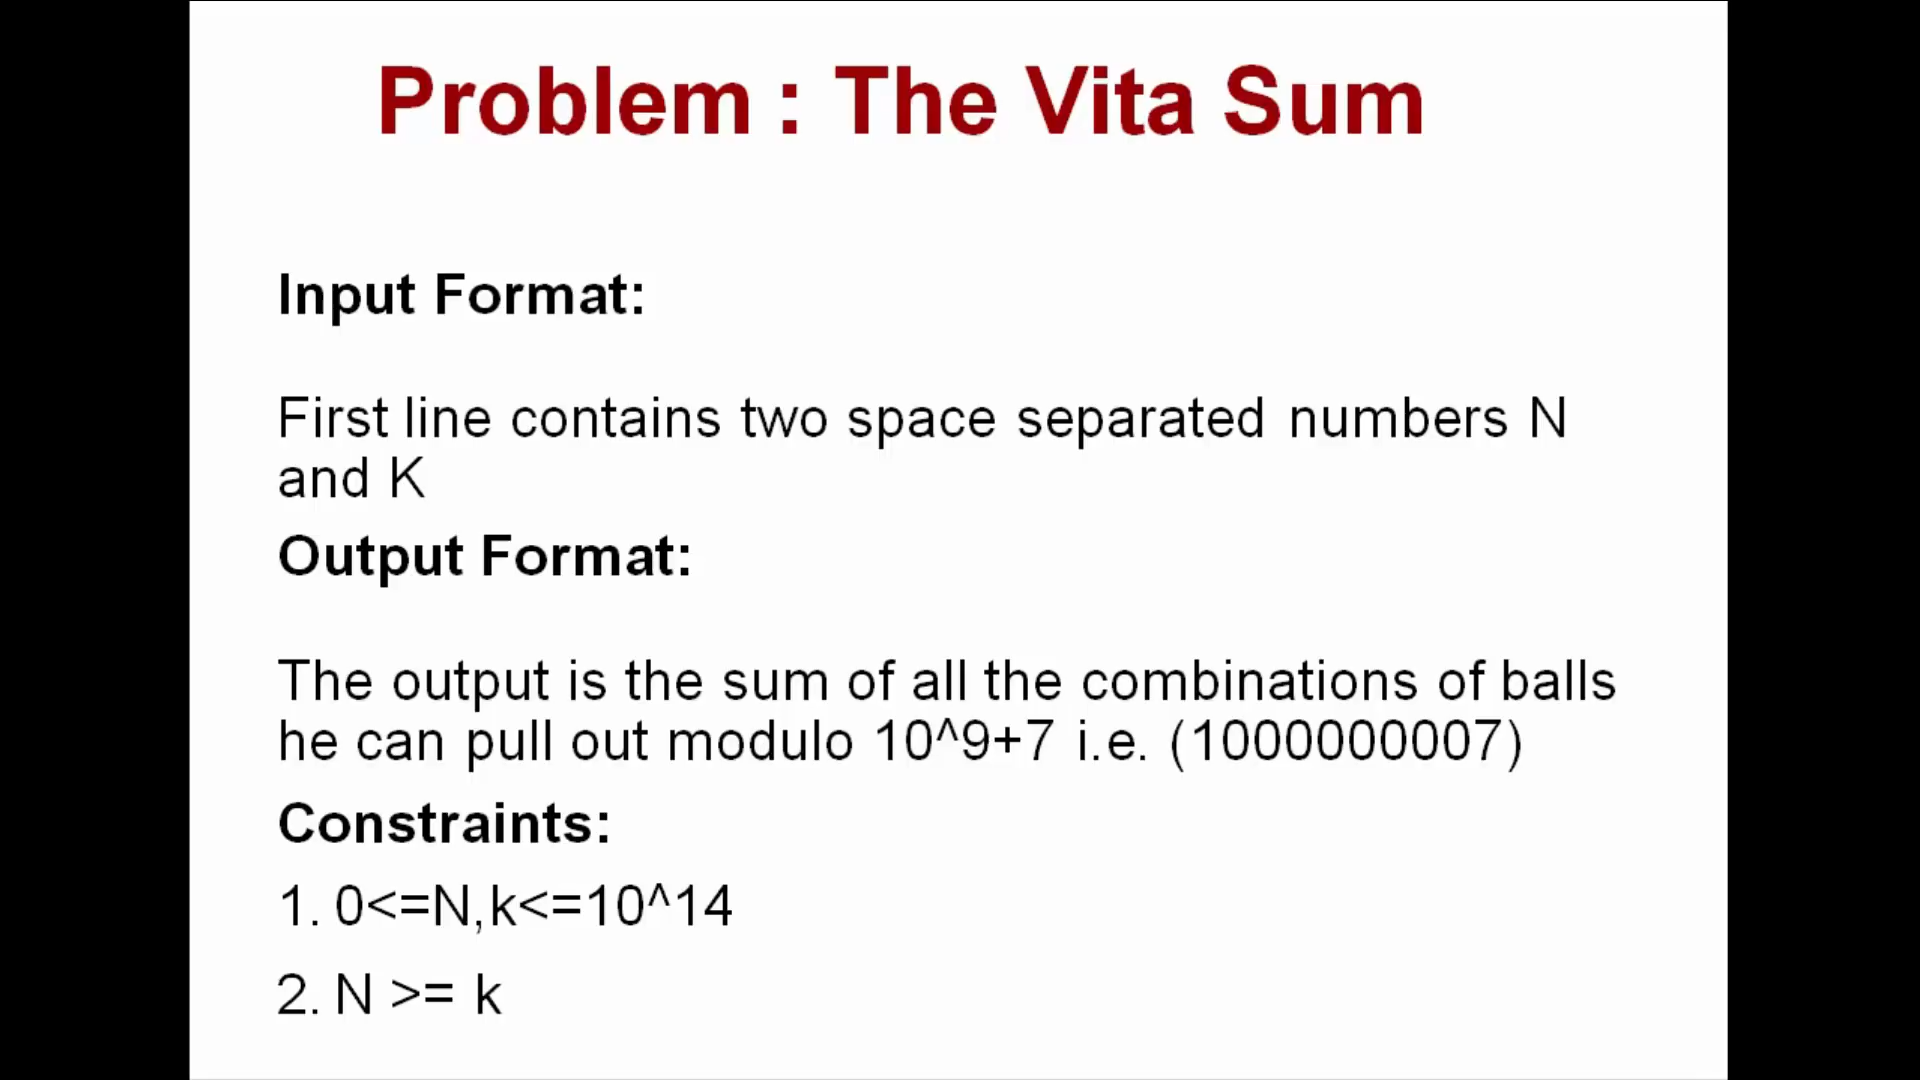 Problem : The Vita Sum
Input Format:
First line contains two space separated numbers N
and K
Output Format:
The output is the sum of all the combinations of balls
he can pull out modulo 10^9+7 i.e. (1000000007)
Constraints:
1. 0<=N,k<=10^14
2. N >= k